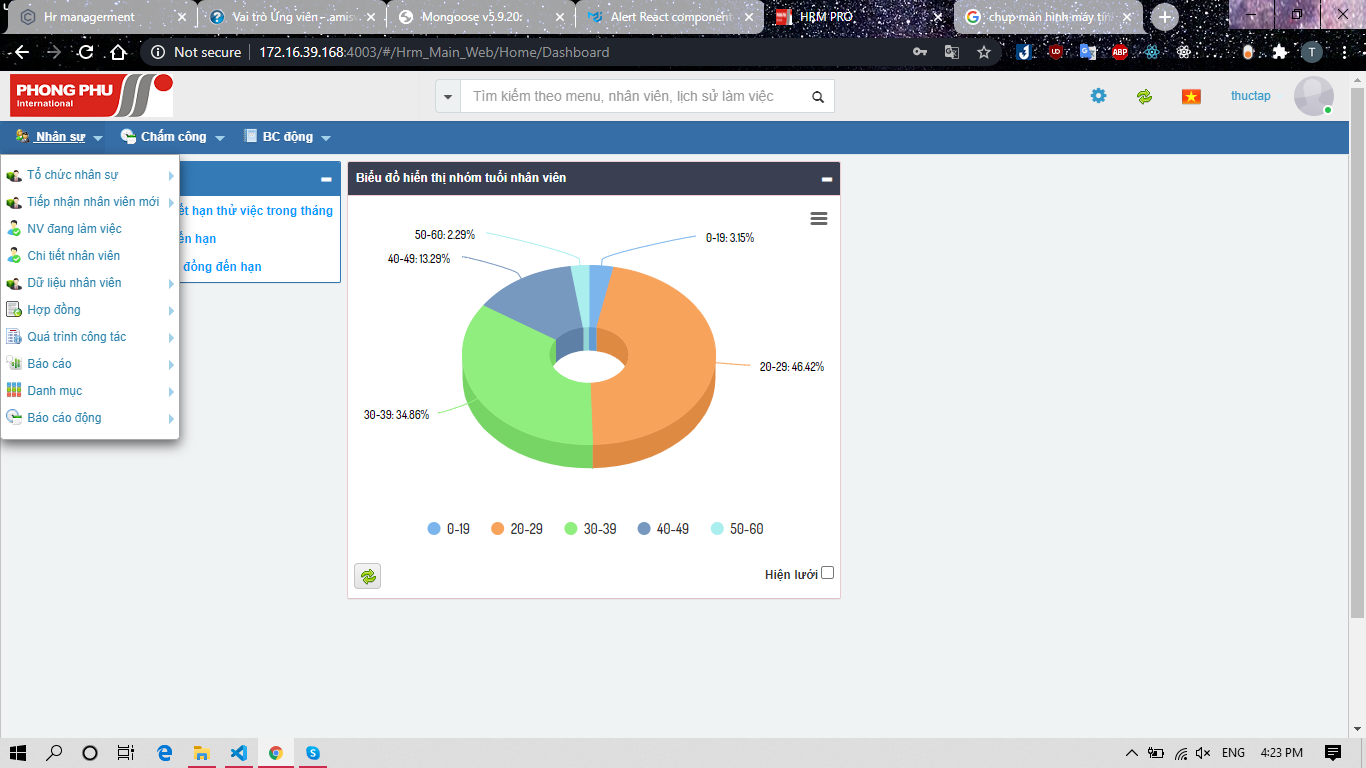 Hr managerment
Vai trò Ứng viên - .amis
Mongoose v5.9.20:
Alert React component
HRM PRO
chụp màn hình máy tính
Not secure
172.16.39.168:4003/#/Hrm_Main_Web/Home/Dashboard
ABP
T
PHONG PHU
International
Tìm kiếm theo menu, nhân viên, lịch sử làm việc
thuctap
Nhân sự
Chấm công
BC động
Tổ chức nhân sự
Tiếp nhận nhân viên mới
NV đang làm việc
Chi tiết nhân viên
Dữ liệu nhân viên
Hợp đồng
Quá trình công tác
Báo cáo
Danh mục
Báo cáo động
hạn thử việc trong tháng
hạn
đồng đến hạn
Biểu đồ hiển thị nhóm tuổi nhân viên
50-60: 2.29%
0-19: 3.15%
40-49: 13.29%
20-29: 46.42%
30-39: 34.86%
0-19
20-29
30-39
40-49
50-60
Hiện lưới
ENG
4:23 PM